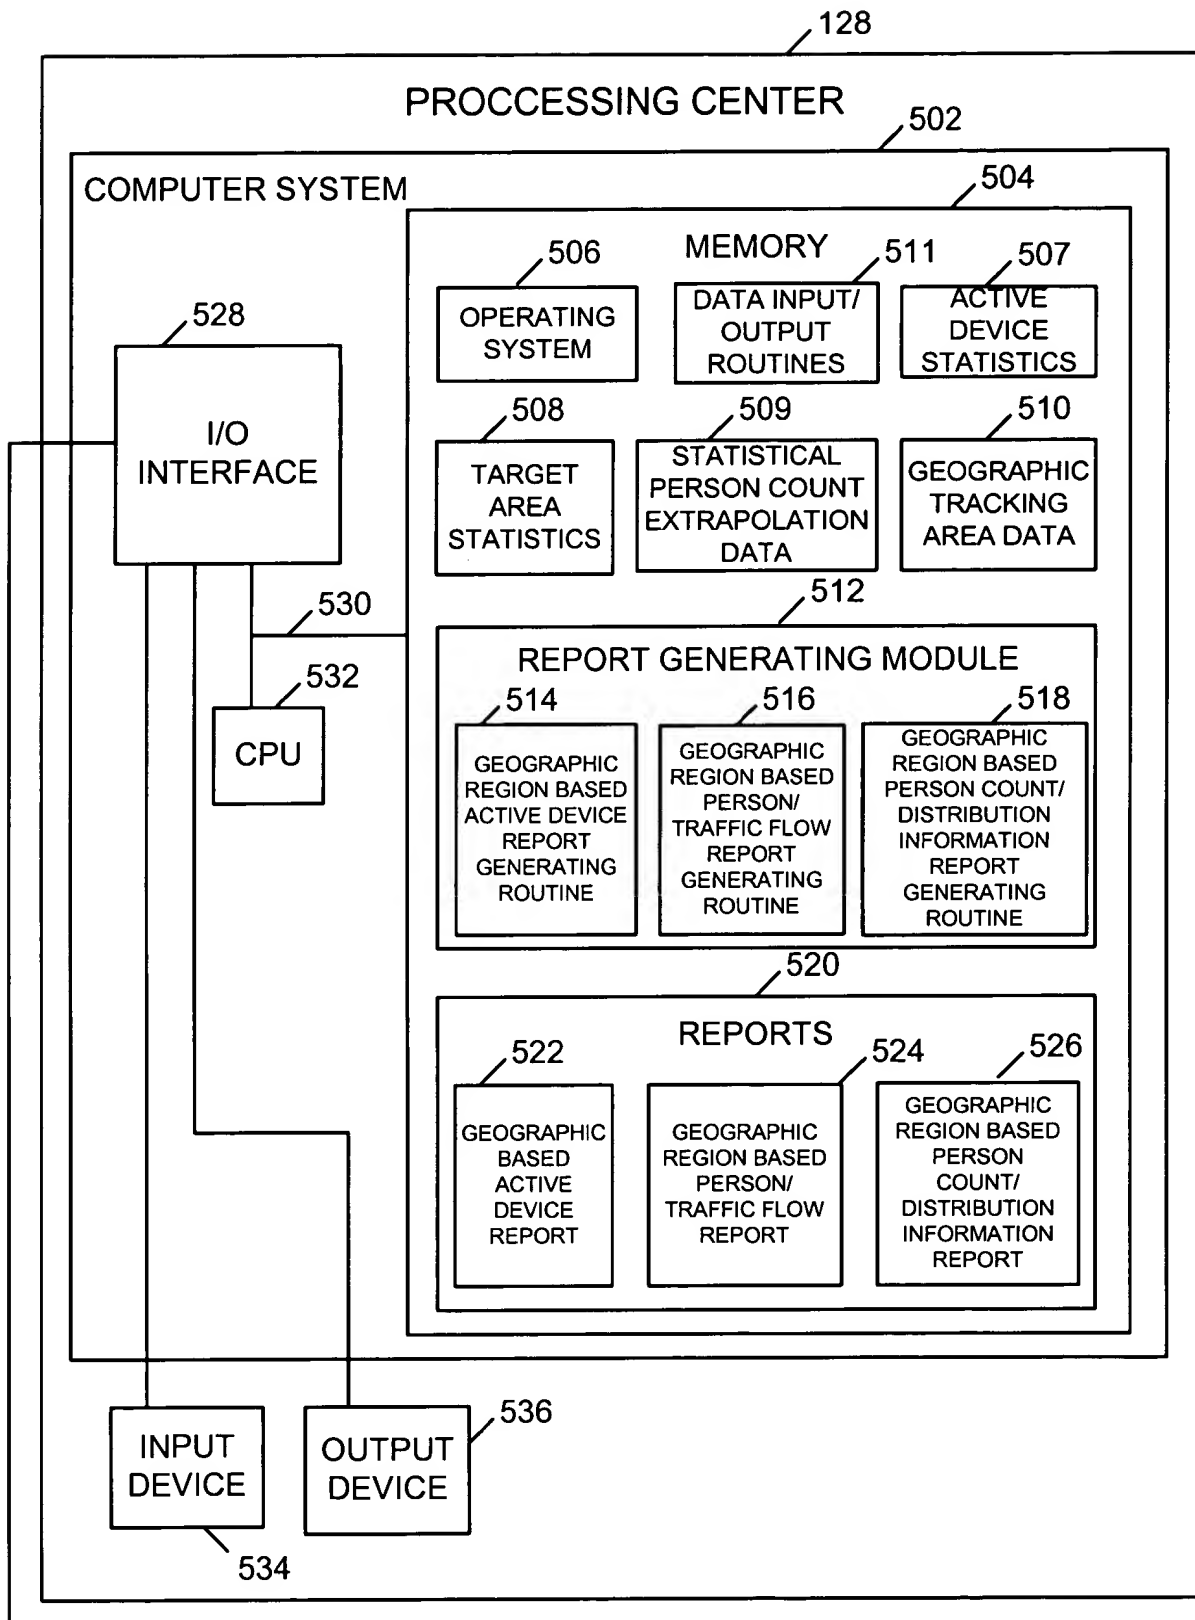 128
PROCCESSING CENTER
502
COMPUTER SYSTEM
504
MEMORY
506
511
507
OPERATING
SYSTEM
DATA INPUT/
OUTPUT
ROUTINES
ACTIVE
DEVICE
STATISTICS
528
I/O
INTERFACE
508
509
510
TARGET
AREA
STATISTICS
STATISTICAL
PERSON COUNT
EXTRAPOLATION
DATA
GEOGRAPHIC
TRACKING
AREA DATA
530
512
REPORT GENERATING MODULE
532
CPU
514
516
518
GEOGRAPHIC
REGION BASED
ACTIVE DEVICE
REPORT
GENERATING
ROUTINE
GEOGRAPHIC
REGION BASED
PERSON/
TRAFFIC FLOW
REPORT
GENERATING
ROUTINE
GEOGRAPHIC
REGION BASED
PERSON COUNT/
DISTRIBUTION
INFORMATION
REPORT
GENERATING
ROUTINE
520
REPORTS
522
524
526
GEOGRAPHIC
BASED
ACTIVE
DEVICE
REPORT
GEOGRAPHIC
REGION BASED
PERSON/
TRAFFIC FLOW
REPORT
GEOGRAPHIC
REGION BASED
PERSON
COUNT/
DISTRIBUTION
INFORMATION
REPORT
INPUT
DEVICE
534
OUTPUT
DEVICE
536